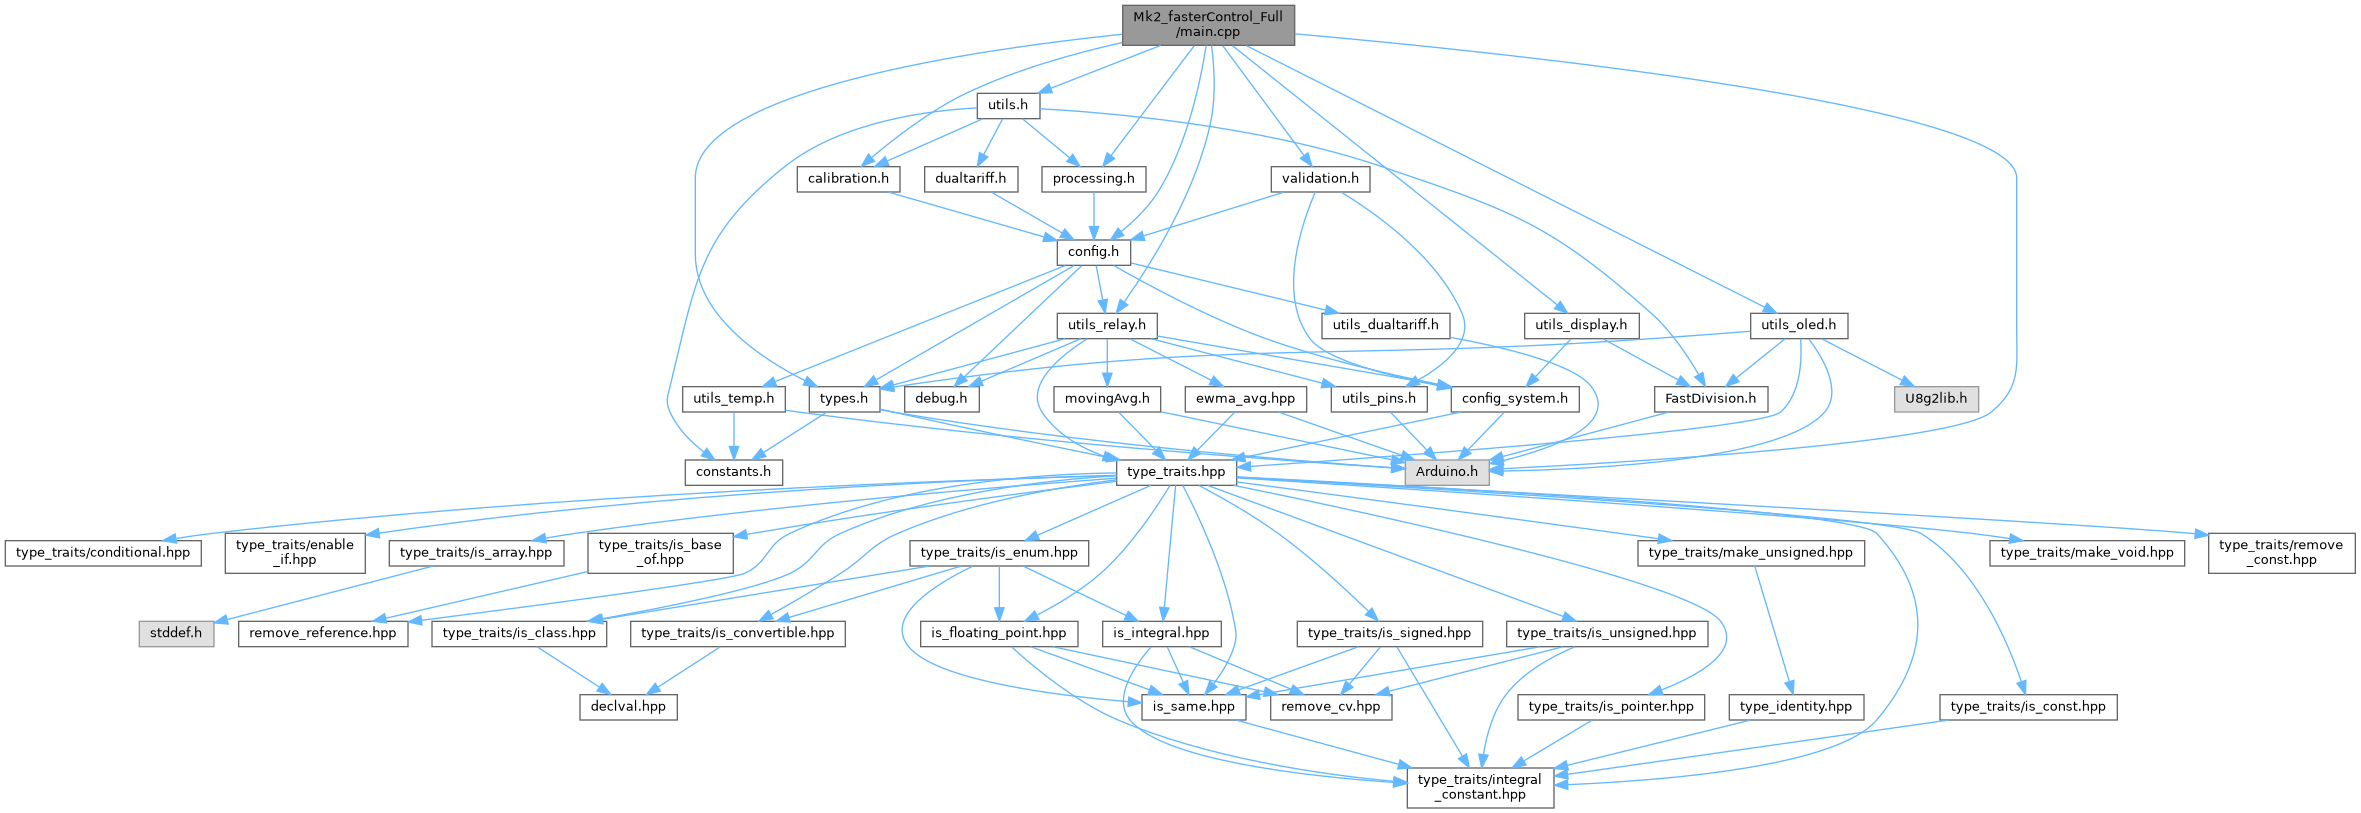 Mk2_fasterControl_Full
/main.cpp
utils.h
calibration.h
dualtariff.h
processing.h
validation.h
config.h
utils_relay.h
utils_dualtariff.h
utils_display.h
utils_oled.h
utils_temp.h
types.h
debug.h
movingAvg.h
ewma_avg.hpp
utils_pins.h
config_system.h
FastDivision.h
U8g2lib.h
constants.h
type_traits.hpp
Arduino.h
type_traits/conditional.hpp
type_traits/enable
_if.hpp
type_traits/is_array.hpp
type_traits/is_base
_of.hpp
type_traits/is_enum.hpp
type_traits/make_unsigned.hpp
type_traits/make_void.hpp
type_traits/remove
_const.hpp
stddef.h
remove_reference.hpp
type_traits/is_class.hpp
type_traits/is_convertible.hpp
is_floating_point.hpp
is_integral.hpp
type_traits/is_signed.hpp
type_traits/is_unsigned.hpp
declval.hpp
is_same.hpp
remove_cv.hpp
type_traits/is_pointer.hpp
type_identity.hpp
type_traits/is_const.hpp
type_traits/integral
_constant.hpp